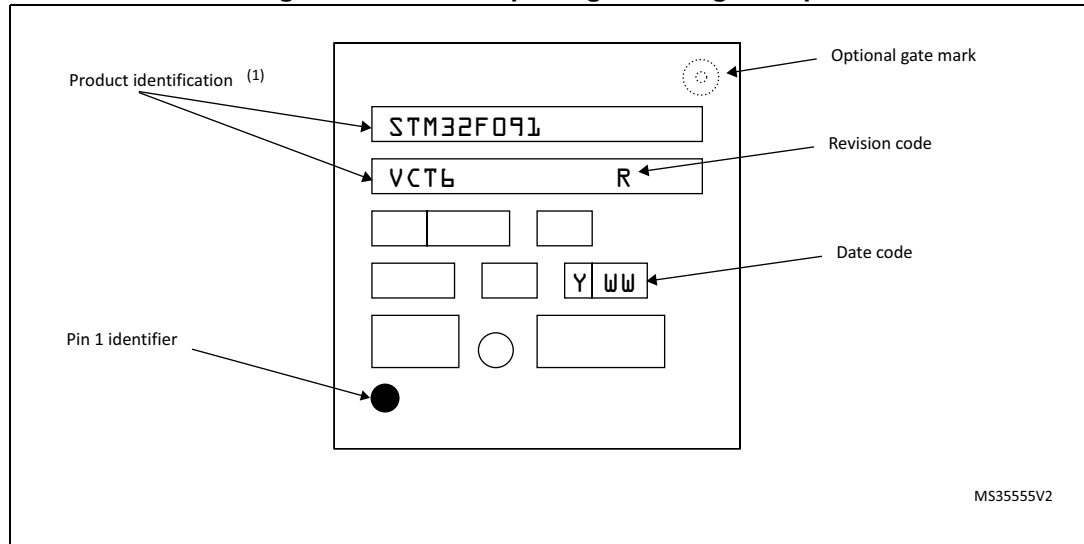 Optional gate mark
Product identification (1)
STM32F091
Revision code
VCT6 R
Date code
Y WW
Pin 1 identifier
MS35555V2